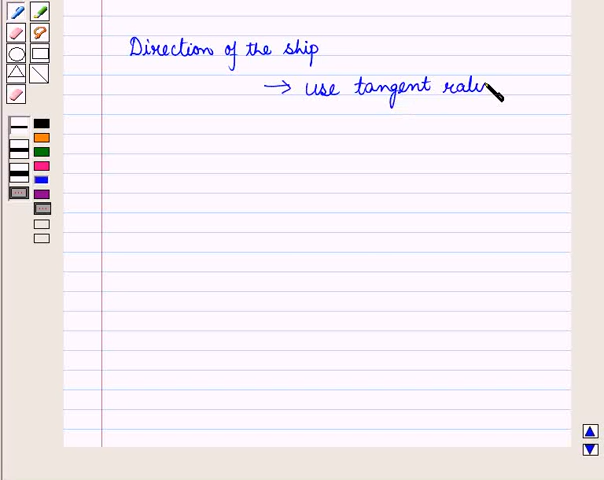 Direction of the ship
→ use tangent